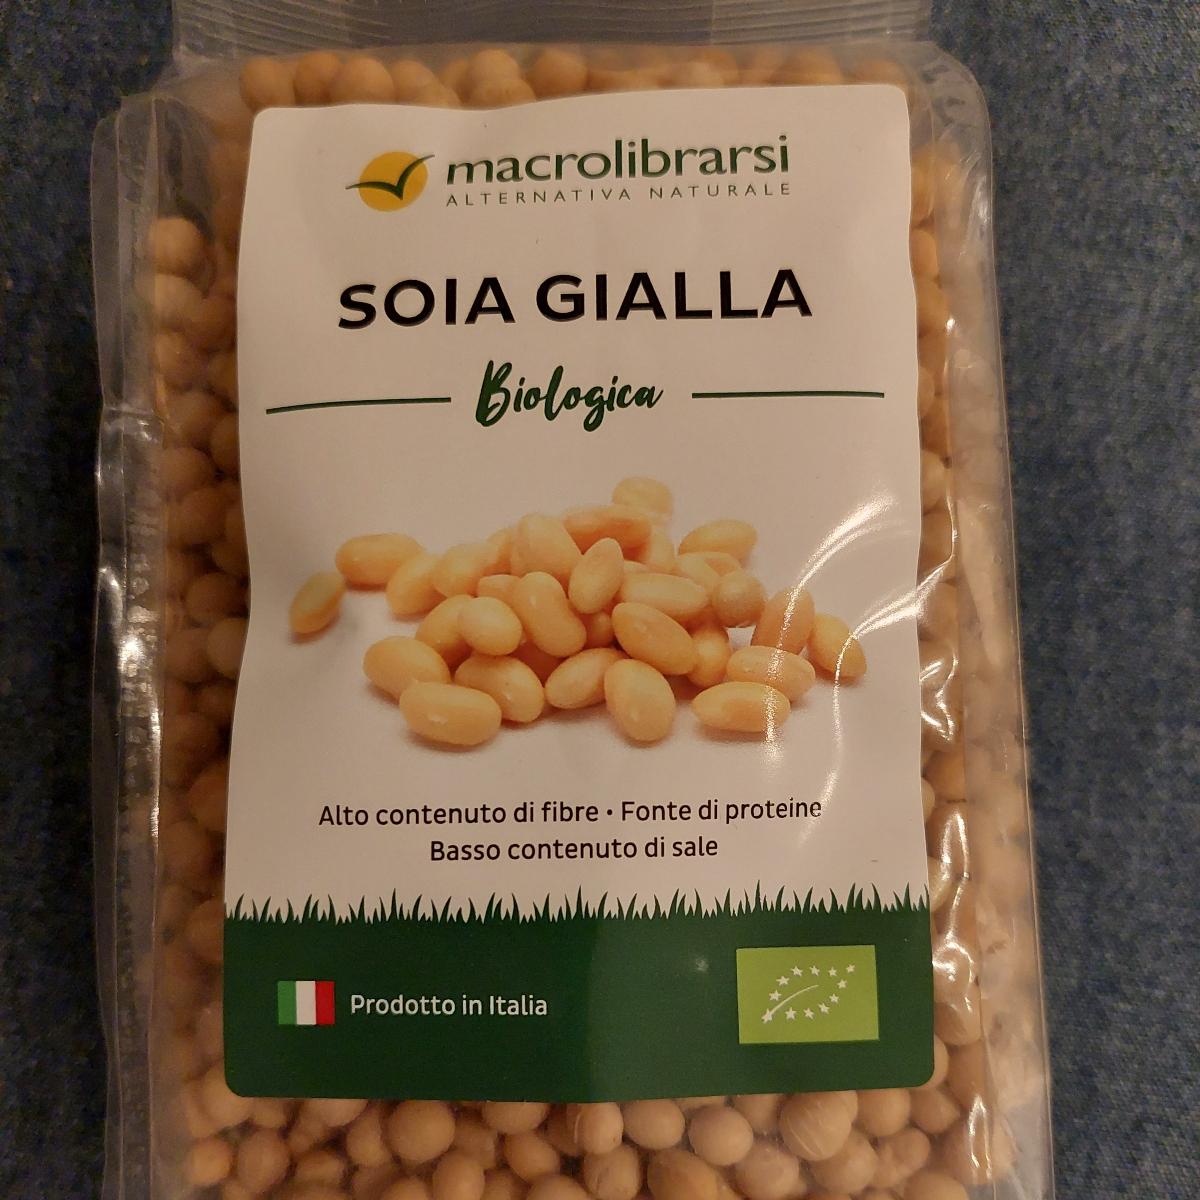 macrolibrarsi
ALTERNATIVA NATURALE
SOIA GIALLA
Biologica
Alto contenuto di fibre • Fonte di proteine
Basso contenuto di sale
Prodotto in Italia